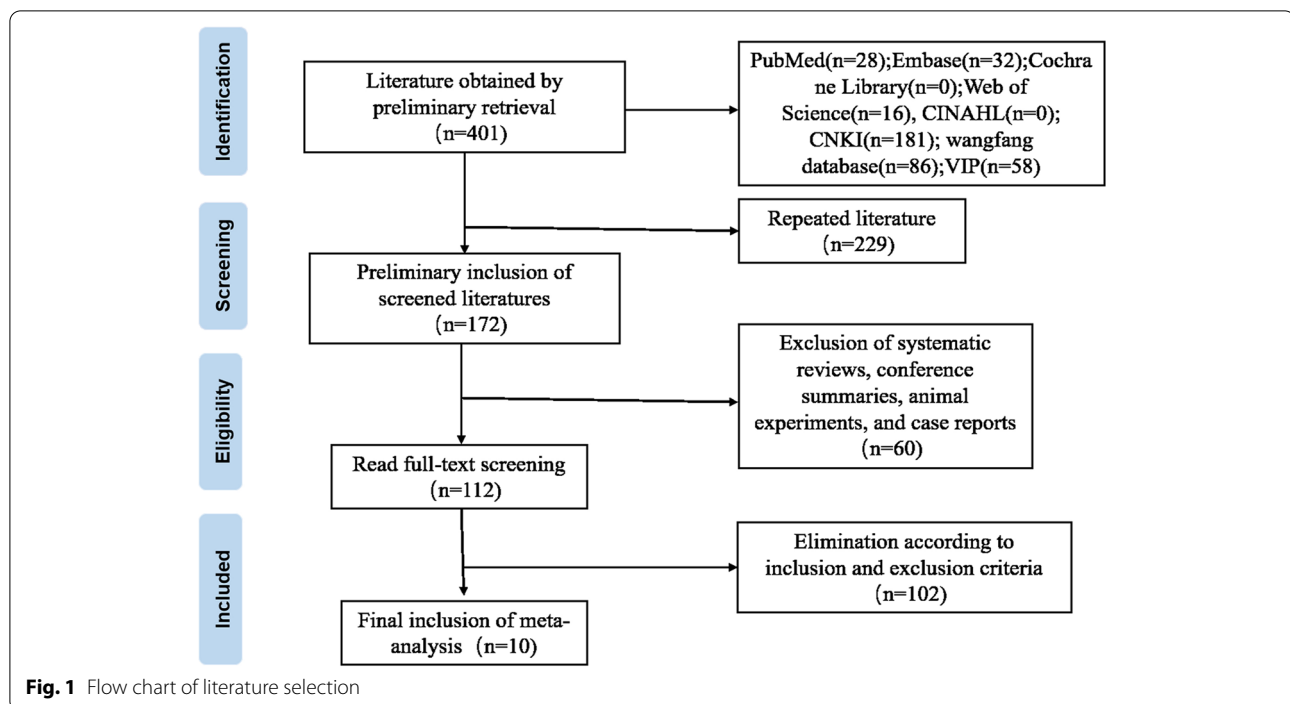 Identification
Literature obtained by
preliminary retrieval
(n=401)
PubMed(n=28);Embase(n=32);Cochra
ne Library(n=0);Web of
Science(n=16), CINAHL(n=0);
CNKI(n=181); wangfang
database(n=86);VIP(n=58)
Screening
Repeated literature
(n=229)
Preliminary inclusion of
screened literatures
(n=172)
Eligibility
Exclusion of systematic
reviews, conference
summaries, animal
experiments, and case reports
(n=60)
Read full-text screening
(n=112)
Included
Elimination according to
inclusion and exclusion criteria
(n=102)
Final inclusion of meta-
analysis (n=10)
Fig. 1 Flow chart of literature selection